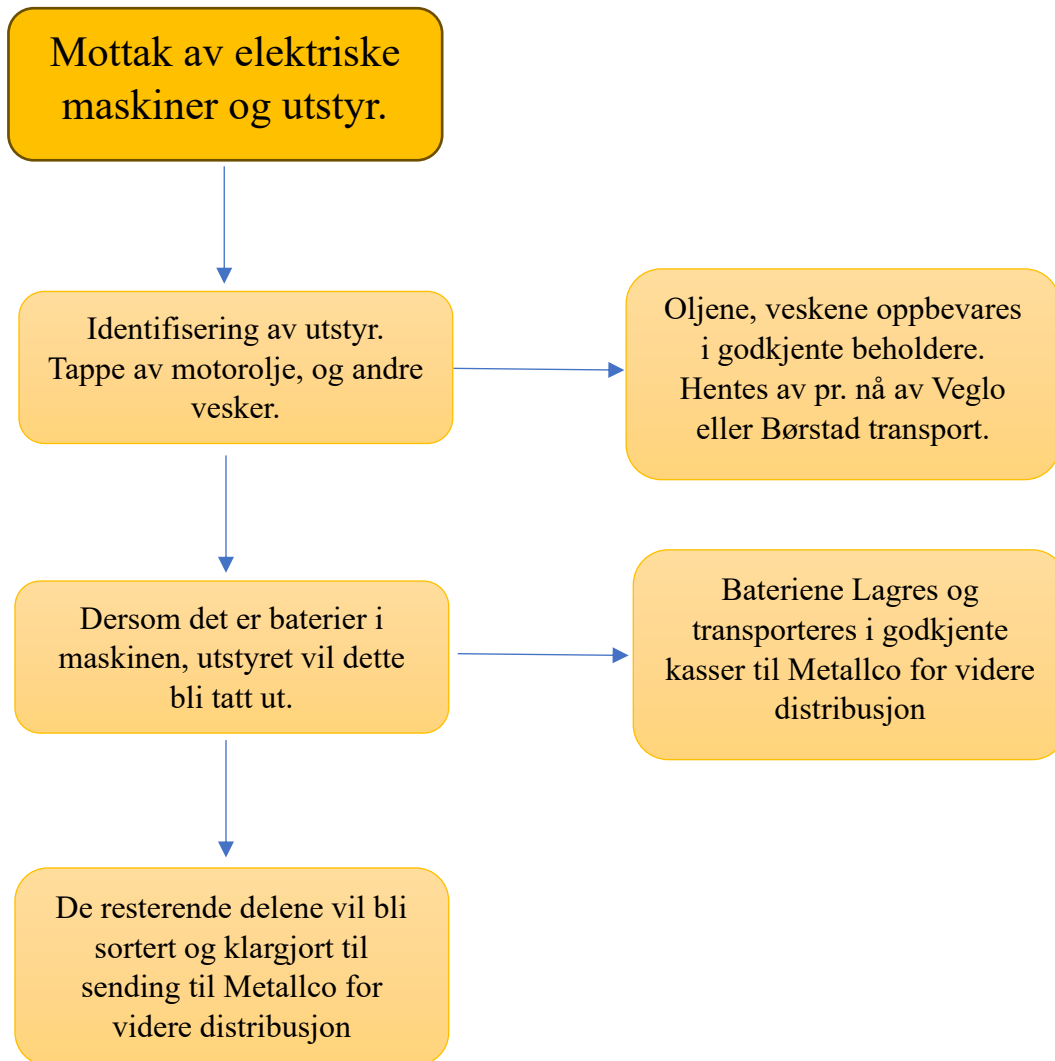 Mottak av elektriske
maskiner og utstyr.
Identifisering av utstyr.
Tappe av motorolje, og andre
vesker.
Oljene, veskene oppbevares
i godkjente beholdere.
Hentes av pr. nå av Veglo
eller Børstad transport.
Dersom det er baterier i
maskinen, utstyret vil dette
bli tatt ut.
Bateriene Lagres og
transporteres i godkjente
kasser til Metallco for videre
distribusjon
De resterende delene vil bli
sortert og klargjort til
sending til Metallco for
videre distribusjon